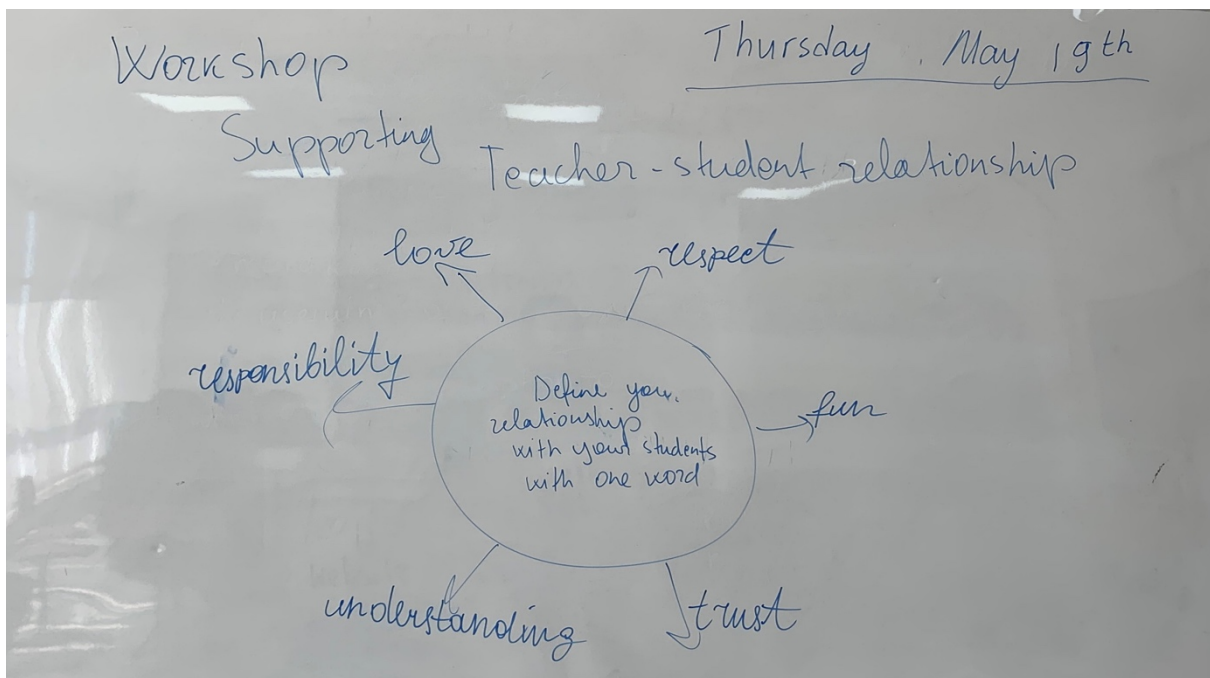 Workshop
Thursday. May 19th
Supporting
Teacher-student relationship
love
respect
responsibility
Define your
relationship
with your students
with one word
fun
understanding
trust